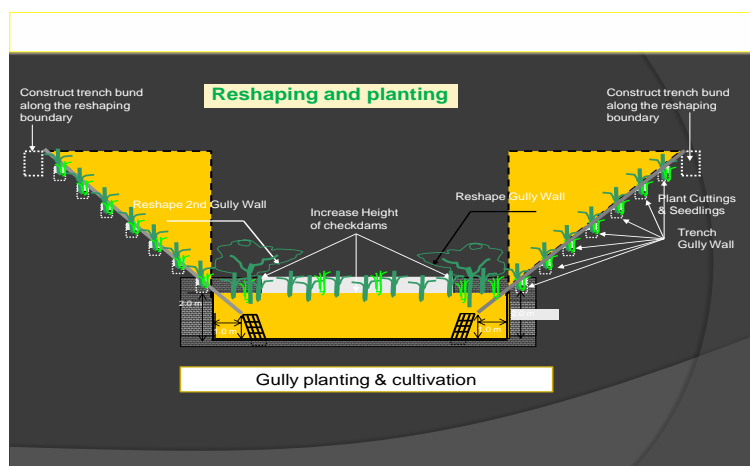 Reshaping and planting
Construct trench bund
along the reshaping
boundary
Construct trench bund
along the reshaping
boundary
Reshape 2nd Gully Wall
Increase Height
of checkdams
Reshape Gully Wall
Plant Cuttings
& Seedlings
Trench
Gully Wall
2.0 m
1.0 m
Gully planting & cultivation